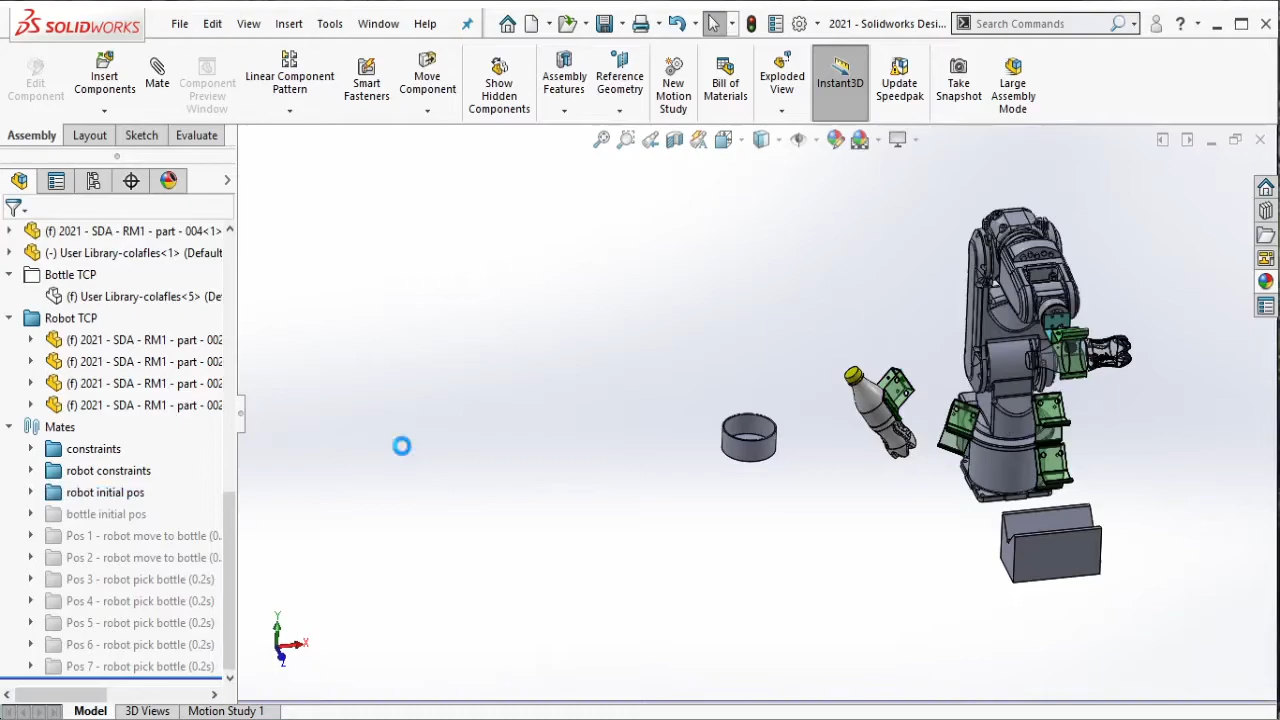 SOLIDWORKS File Edit View Insert Tools Window Help 2021 - Solidworks Desi... Search Commands ?
Edit Component
Insert Components
Mate
Component Preview Window
Linear Component Pattern
Smart Fasteners
Move Component
Show Hidden Components
Assembly Features
Reference Geometry
New Motion Study
Bill of Materials
Exploded View
Instant3D
Update Speedpak
Take Snapshot
Large Assembly Mode
Assembly Layout Sketch Evaluate
(f) 2021 - SDA - RM1 - part - 004<1>
(-) User Library-colafles<1> (Default
Bottle TCP
(f) User Library-colafles<5> (De
Robot TCP
(f) 2021 - SDA - RM1 - part - 002
(f) 2021 - SDA - RM1 - part - 002
(f) 2021 - SDA - RM1 - part - 002
(f) 2021 - SDA - RM1 - part - 002
Mates
constraints
robot constraints
robot initial pos
bottle initial pos
Pos 1 - robot move to bottle (0.
Pos 2 - robot move to bottle (0.
Pos 3 - robot pick bottle (0.2s)
Pos 4 - robot pick bottle (0.2s)
Pos 5 - robot pick bottle (0.2s)
Pos 6 - robot pick bottle (0.2s)
Pos 7 - robot pick bottle (0.2s)
Y
X
Z
Model 3D Views Motion Study 1